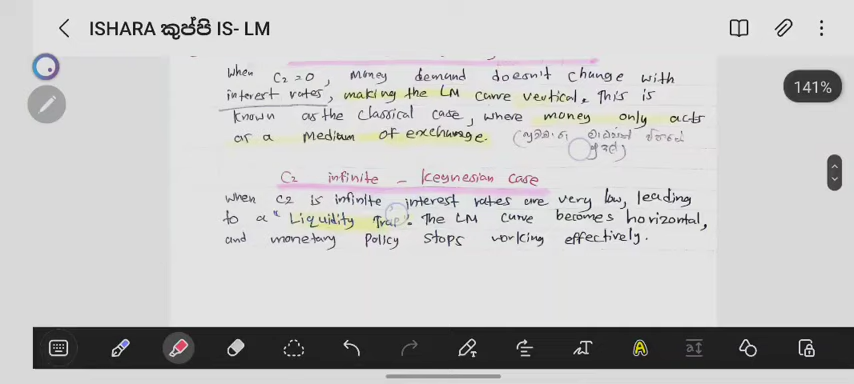 ISHARA කුප්පි IS- LM
141%
When C2=0, money demand doesn't change with
interest rates, making the LM curve vertical. This is
known as the classical case, where money only acts
as a medium of exchange.
C2 infinite - Keynesian case
When C2 is infinite interest rates are very low, leading
to a "Liquidity Trap". The LM curve becomes horizontal,
and monetary policy stops working effectively.